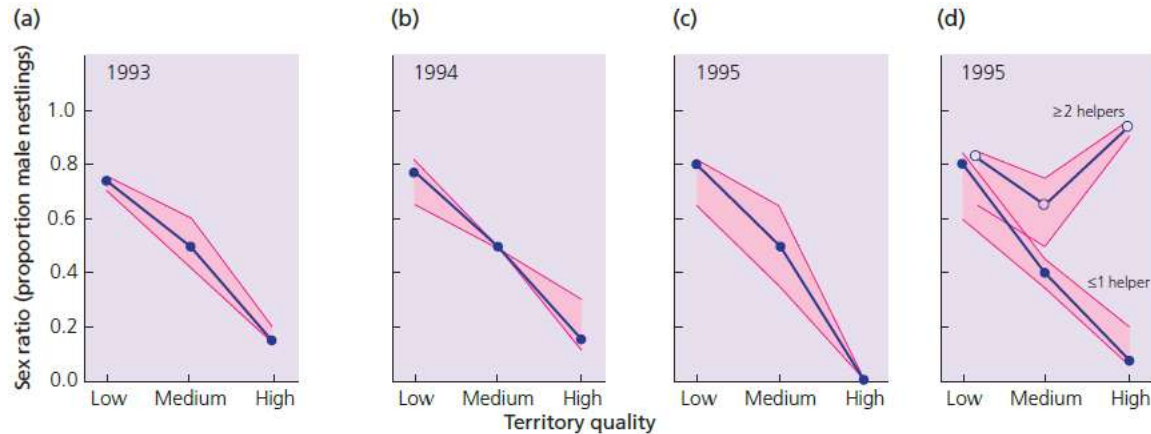 (a)
(b)
(c)
(d)
Sex ratio (proportion male nestlings)
1993
1994
1995
1995
1.0
0.8
0.6
0.4
0.2
0.0
≥2 helpers
≤1 helper
Low Medium High
Low Medium High
Low Medium High
Low Medium High
Territory quality